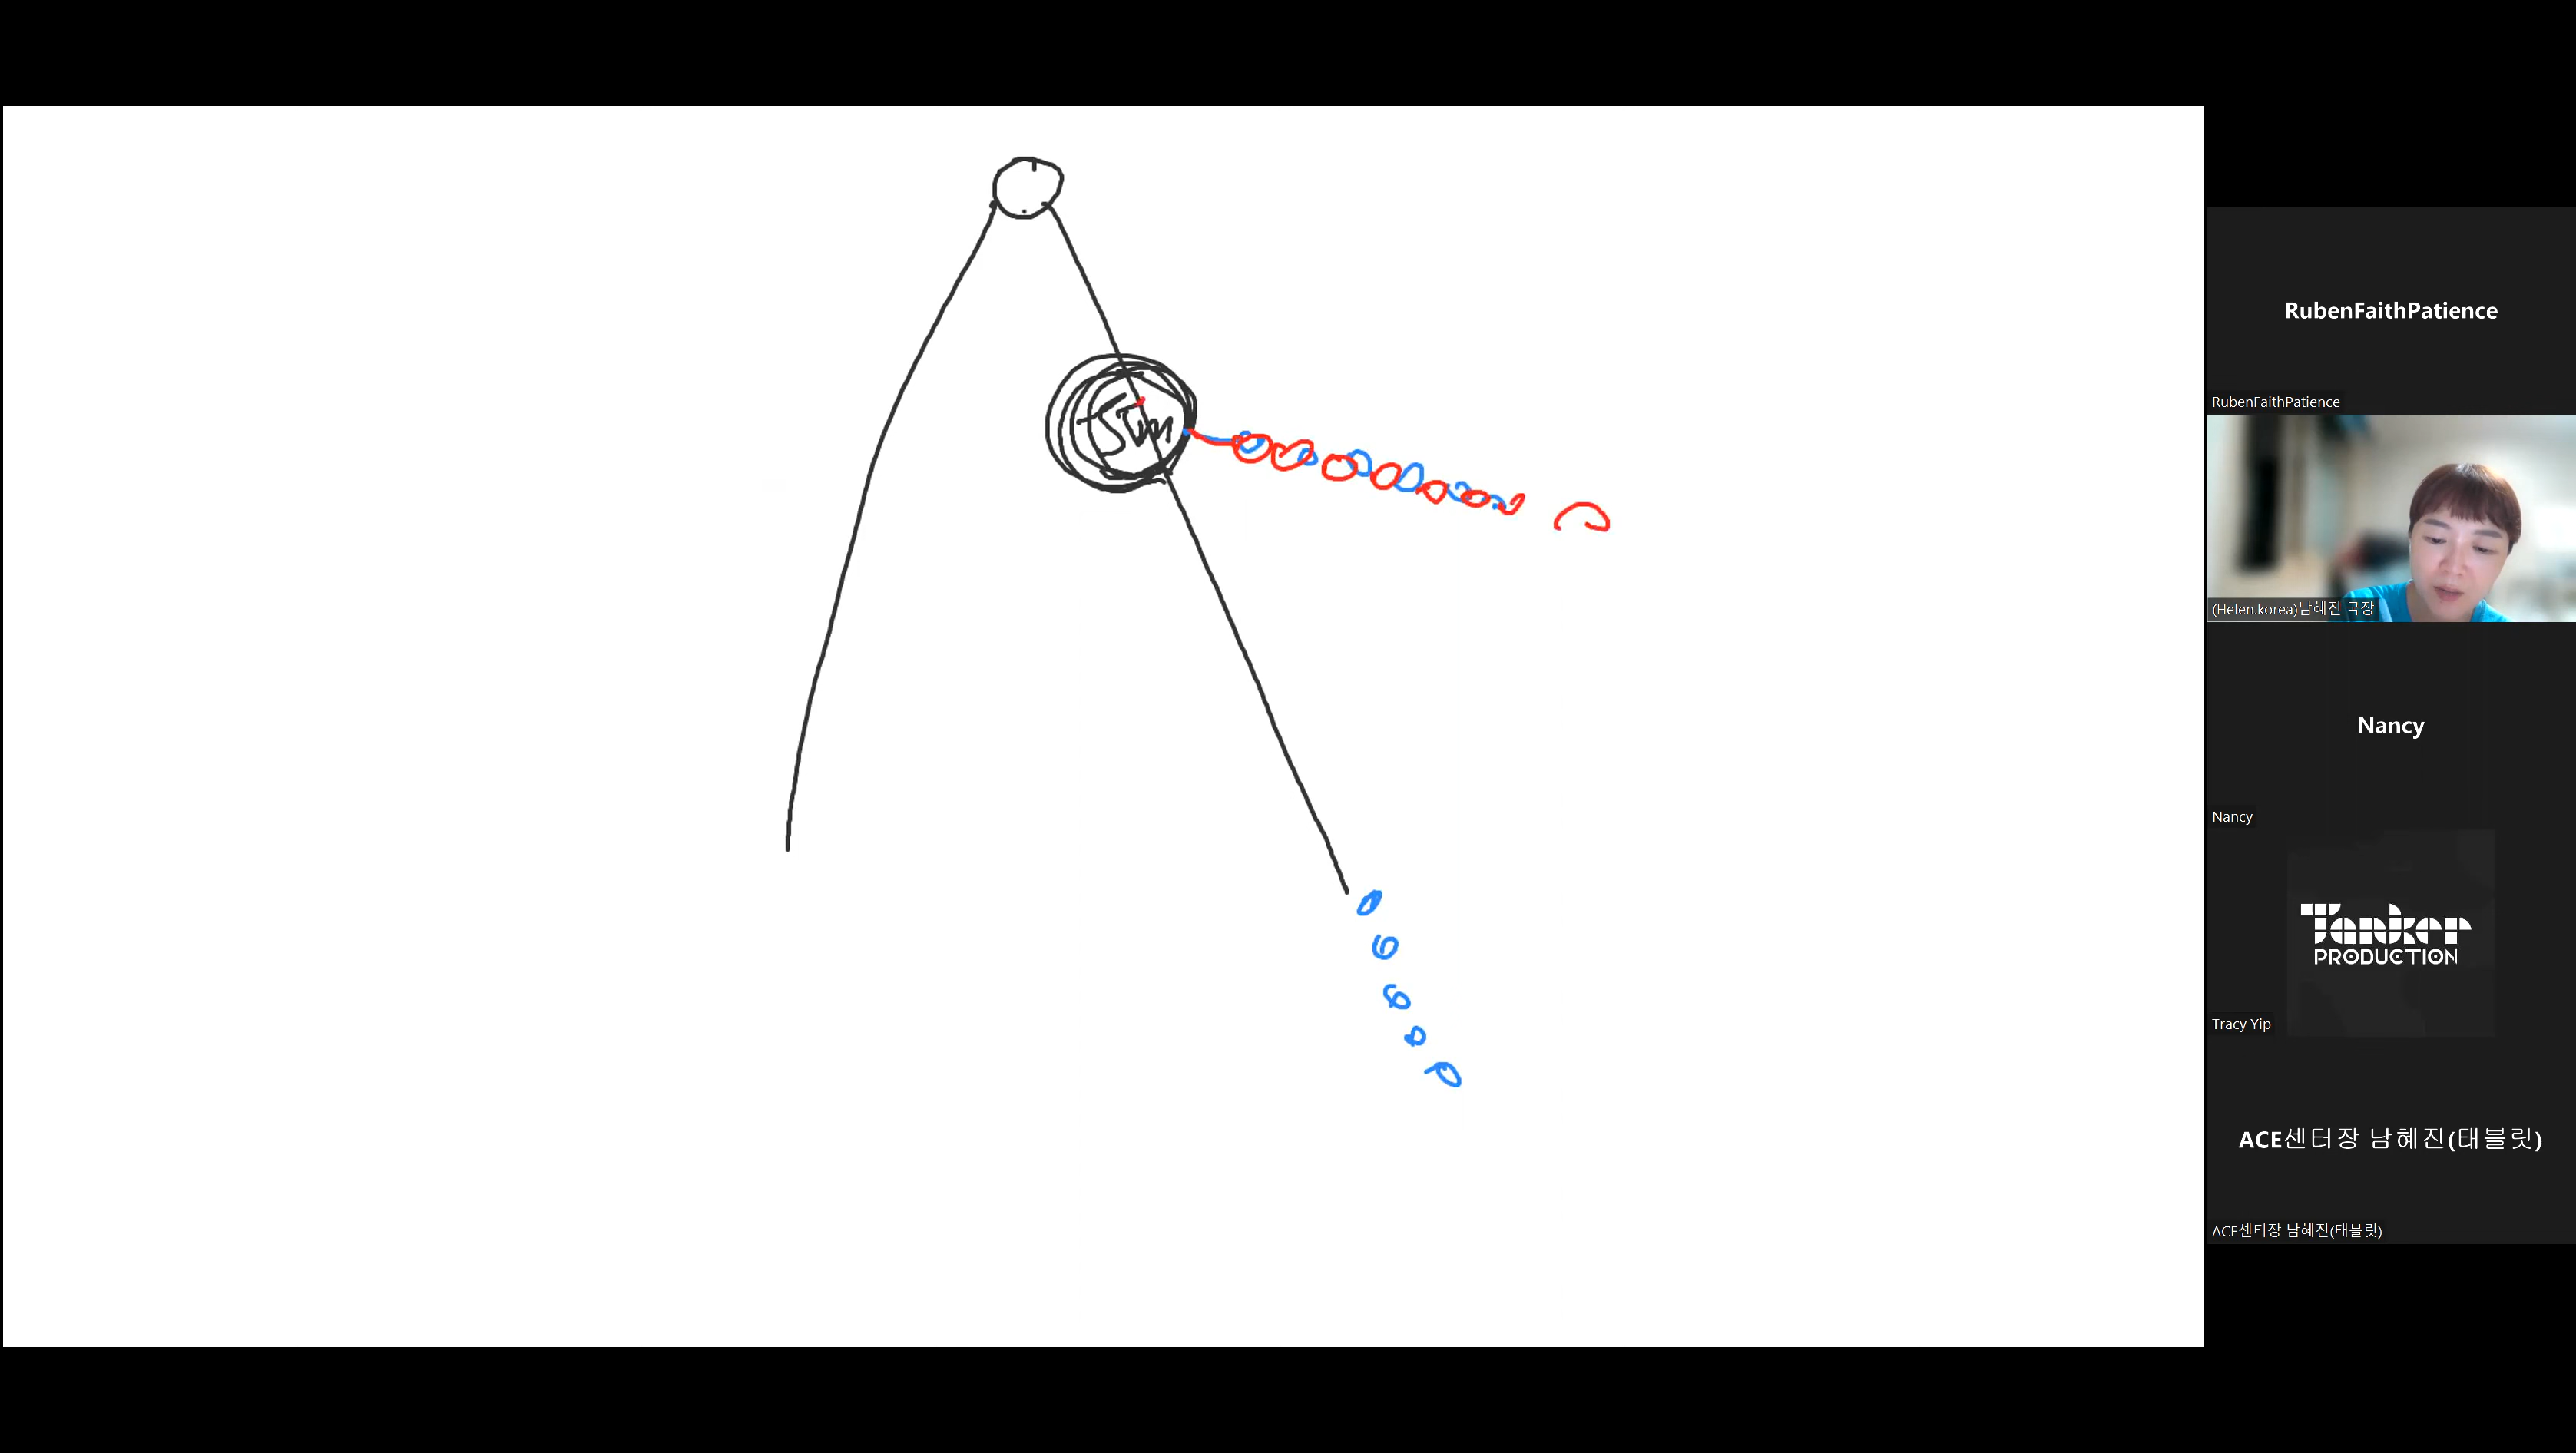 Sun
RubenFaithPatience
RubenFaithPatience
(Helen.korea)남혜진 국장
Nancy
Nancy
Tanker
PRODUCTION
Tracy Yip
ACE센터장 남혜진(태블릿)
ACE센터장 남혜진(태블릿)